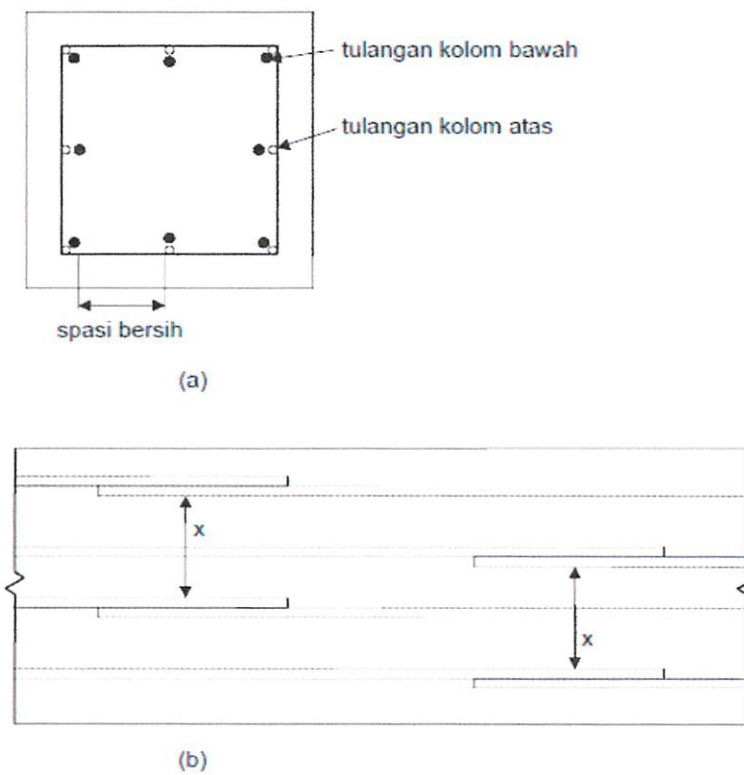 tulangan kolom bawah
tulangan kolom atas
spasi bersih
(a)
x
x
(b)